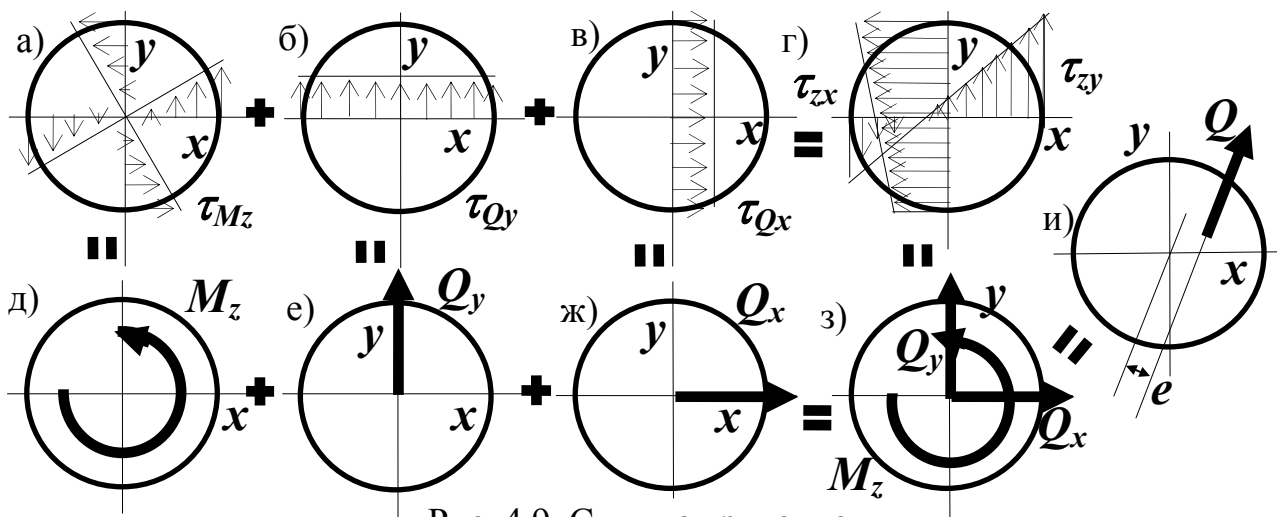 а) y x τMz
+
б) y x τQy
+
в) y x τQx
=
г) τzx y τzy x
=
=
=
=
д) Mz x
+
е) Qy y x
+
ж) Qx y x
=
з) y Qy Qx Mz
=
и) y Q x e